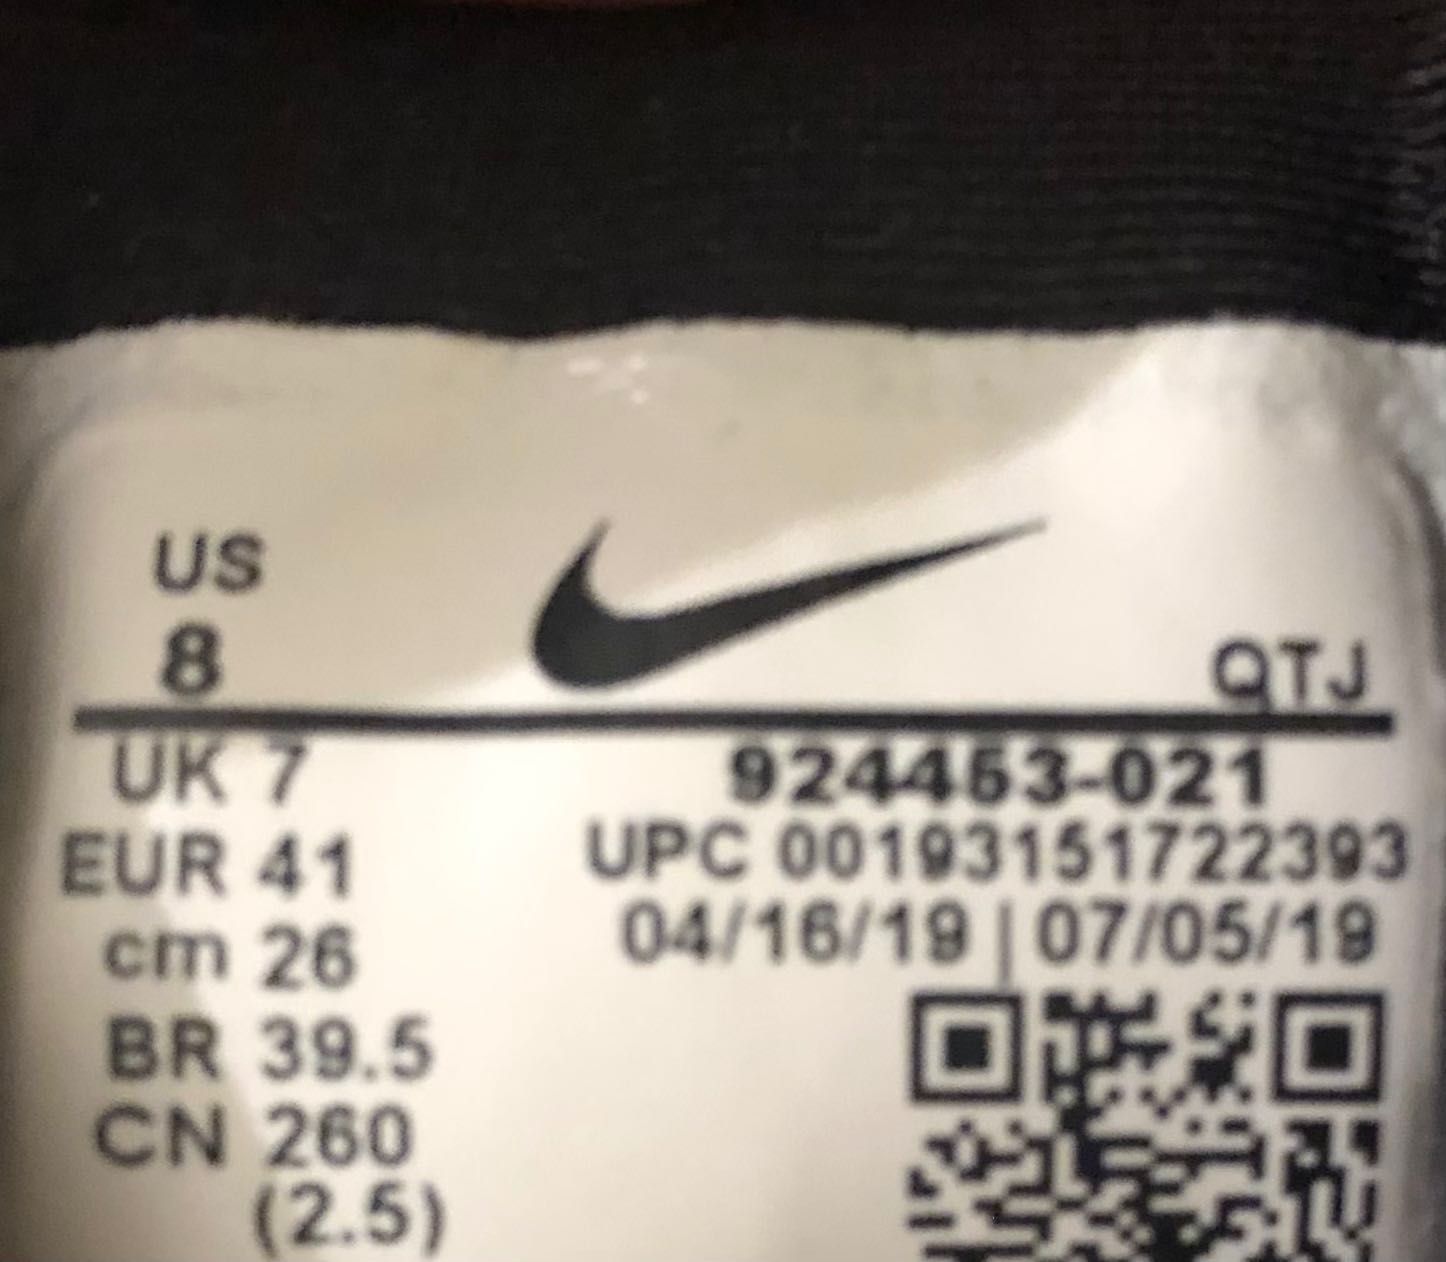 US
8
QTJ
UK 7
924453-021
EUR 41
UPC 00193151722393
cm 26
04/16/19 | 07/05/19
BR 39.5
CN 260
(2.5)